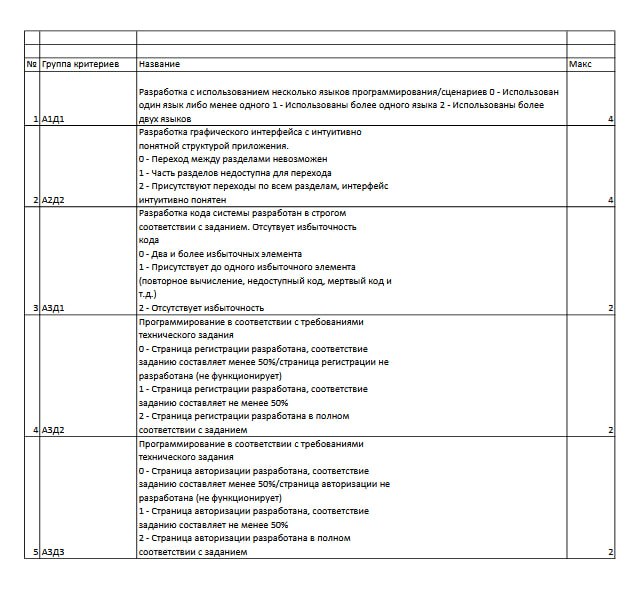 № Группа критериев Название Макс
Разработка с использованием несколько языков программирования/сценариев 0 - Использован
один язык либо менее одного 1 - Использованы более одного языка 2 - Использованы более
1 А1Д1 двух языков 4
Разработка графического интерфейса с интуитивно
понятной структурой приложения.
0 - Переход между разделами невозможен
1 - Часть разделов недоступна для перехода
2 - Присутствуют переходы по всем разделам, интерфейс
2 А2Д2 интуитивно понятен 4
Разработка кода системы разработан в строгом
соответствии с заданием. Отсутвует избыточность
кода
0 - Два и более избыточных элемента
1 - Присутствует до одного избыточного элемента
(повторное вычисление, недоступный код, мертвый код и
т.д.)
3 А3Д1 2 - Отсутствует избыточность 2
Программирование в соответствии с требованиями
технического задания
0 - Страница регистрации разработана, соответствие
заданию составляет менее 50%/страница регистрации не
разработана (не функционирует)
1 - Страница регистрации разработана, соответствие
заданию составляет не менее 50%
2 - Страница регистрации разработана в полном
4 А3Д2 соответствии с заданием 2
Программирование в соответствии с требованиями
технического задания
0 - Страница авторизации разработана, соответствие
заданию составляет менее 50%/страница авторизации не
разработана (не функционирует)
1 - Страница авторизации разработана, соответствие
заданию составляет не менее 50%
2 - Страница авторизации разработана в полном
5 А3Д3 соответствии с заданием 2